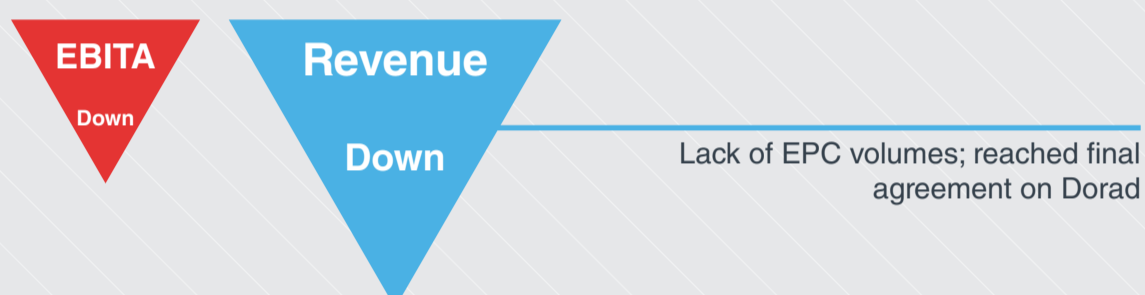 EBITA
Down
Revenue
Down
Lack of EPC volumes; reached final
agreement on Dorad